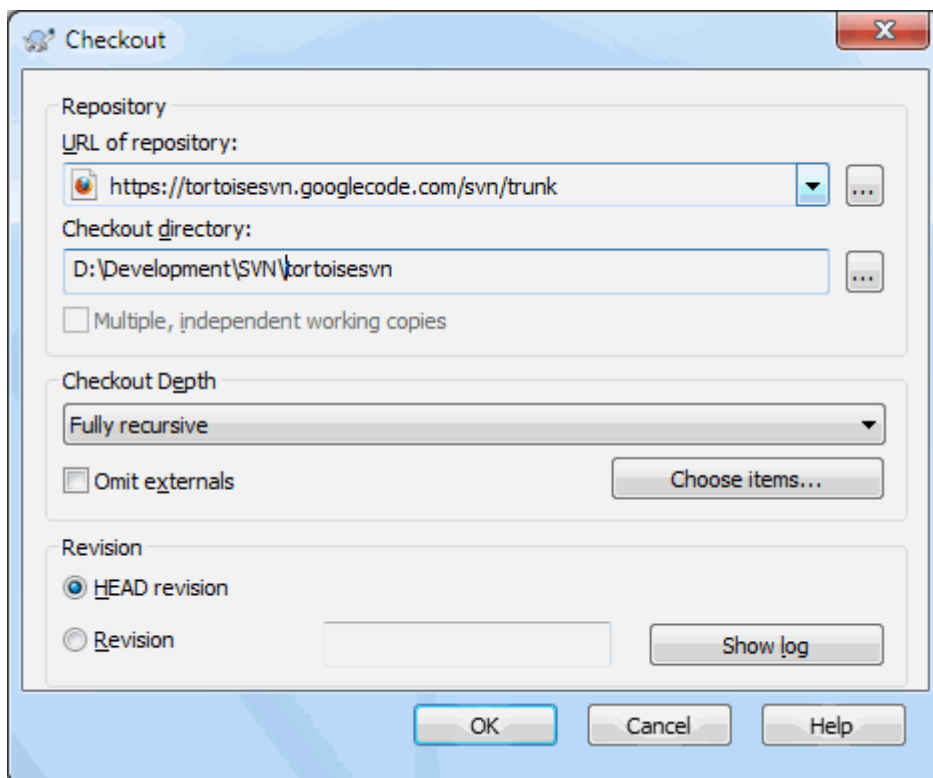 Checkout
Repository
URL of repository:
https://tortoisesvn.googlecode.com/svn/trunk
...
Checkout directory:
D:\Development\SVN\tortoisesvn
...
Multiple, independent working copies
Checkout Depth
Fully recursive
Omit externals
Choose items...
Revision
HEAD revision
Revision
Show log
OK Cancel Help